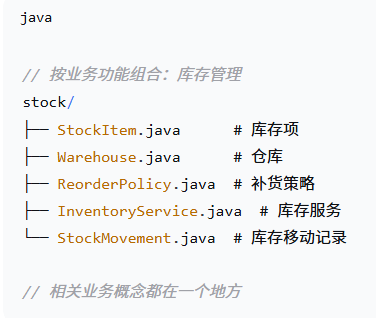 java
// 按业务功能组合：库存管理
stock/
├── StockItem.java      # 库存项
├── Warehouse.java      # 仓库
├── ReorderPolicy.java  # 补货策略
├── InventoryService.java  # 库存服务
└── StockMovement.java  # 库存移动记录
// 相关业务概念都在一个地方